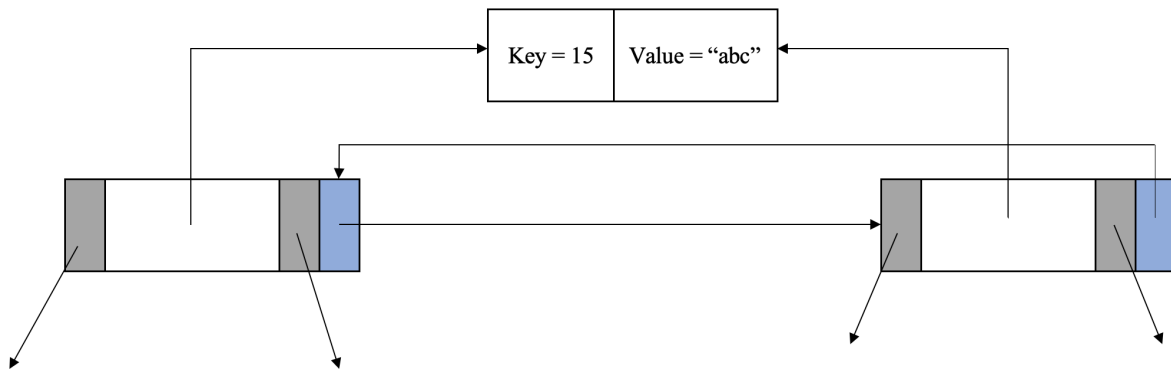 Key = 15
Value = “abc”